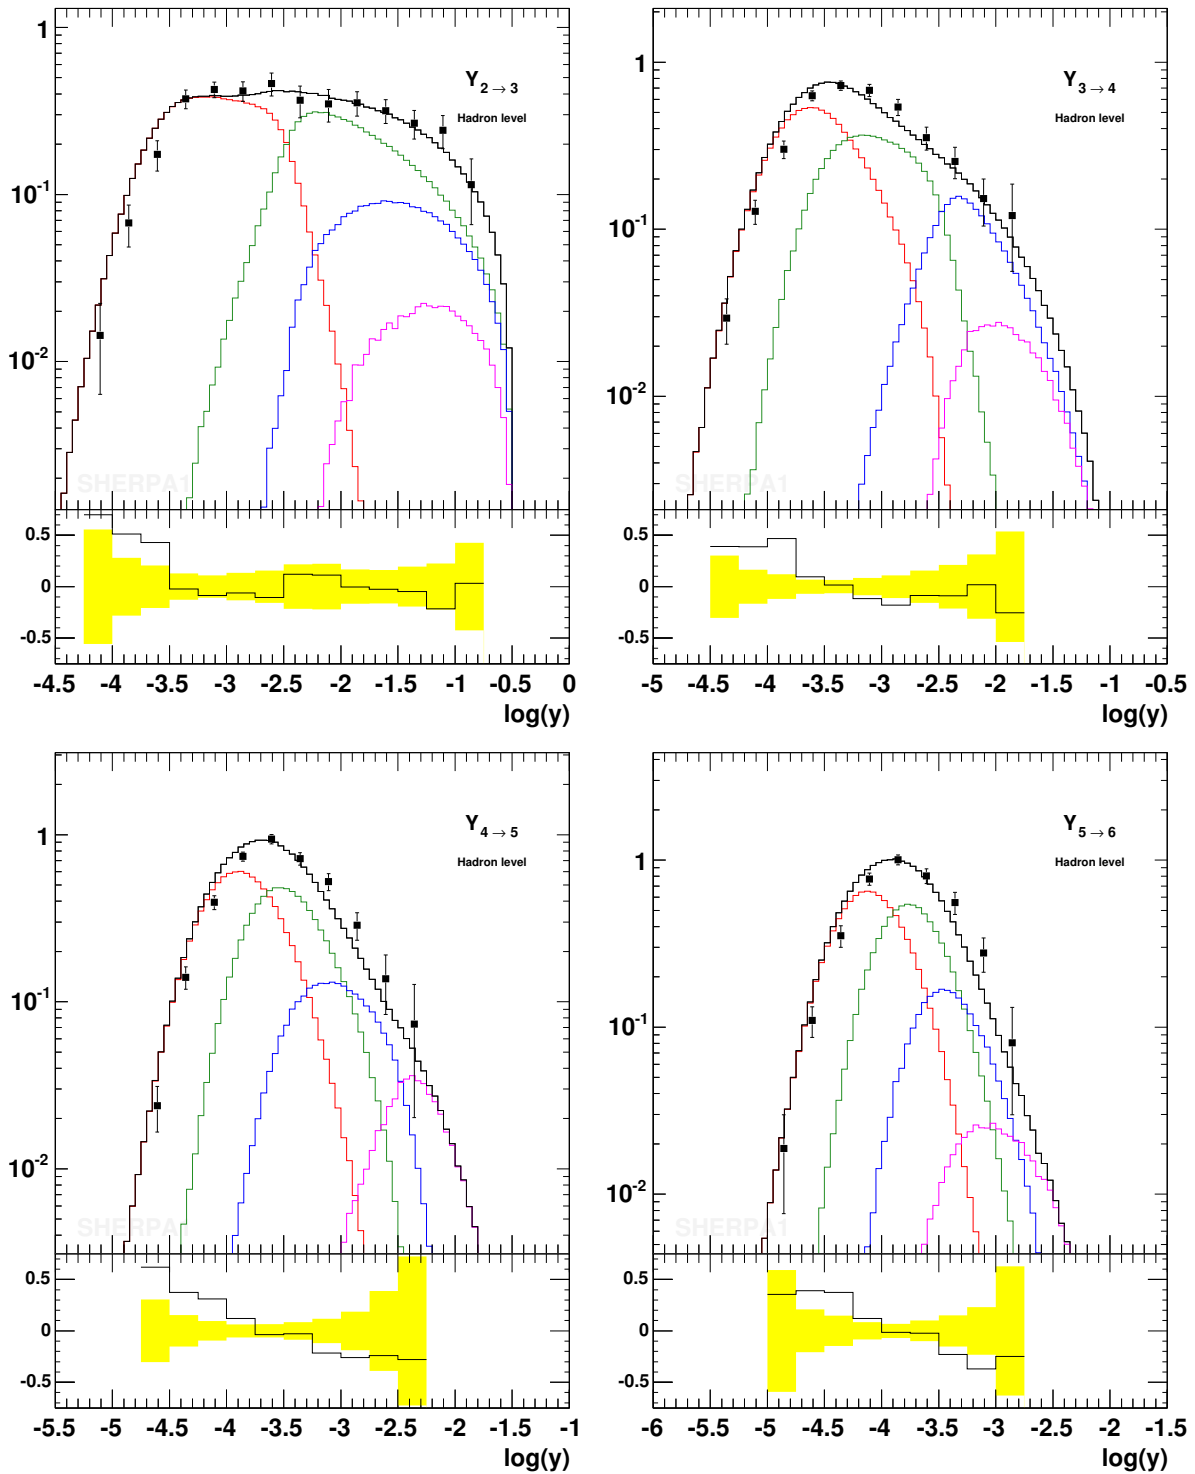 1
10⁻¹
10⁻²
Y₂ → ₃
Hadron level
SHERPA1
0.5
0
-0.5
-4.5 -4 -3.5 -3 -2.5 -2 -1.5 -1 -0.5 0
log(y)
1
10⁻¹
10⁻²
Y₃ → ₄
Hadron level
SHERPA1
0.5
0
-0.5
-5 -4.5 -4 -3.5 -3 -2.5 -2 -1.5 -1 -0.5
log(y)
1
10⁻¹
10⁻²
Y₄ → ₅
Hadron level
SHERPA1
0.5
0
-0.5
-5.5 -5 -4.5 -4 -3.5 -3 -2.5 -2 -1.5 -1
log(y)
1
10⁻¹
10⁻²
Y₅ → ₆
Hadron level
SHERPA1
0.5
0
-0.5
-6 -5.5 -5 -4.5 -4 -3.5 -3 -2.5 -2 -1.5
log(y)